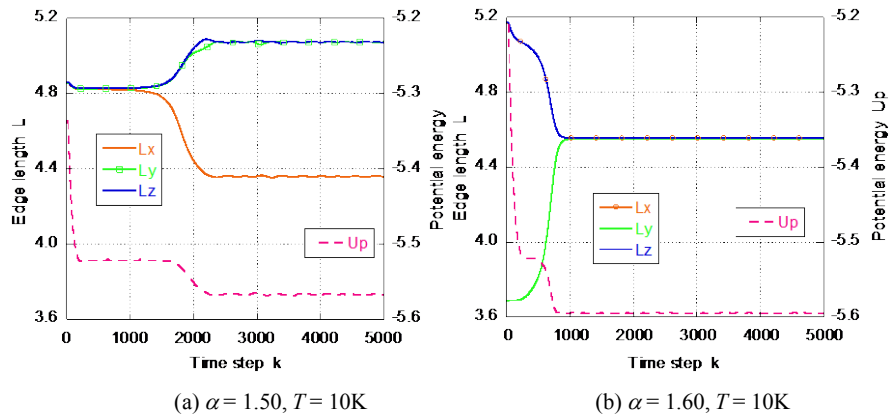 5.2
4.8
4.4
4.0
3.6
Edge length L
0
1000
2000
3000
4000
5000
Time step k
-5.2
-5.3
-5.4
-5.5
-5.6
Potential energy
Lx
Ly
Lz
Up
(a) α = 1.50, T = 10K
5.2
4.8
4.4
4.0
3.6
Edge length L
0
1000
2000
3000
4000
5000
Time step k
-5.2
-5.3
-5.4
-5.5
-5.6
Potential energy Up
Lx
Ly
Lz
Up
(b) α = 1.60, T = 10K